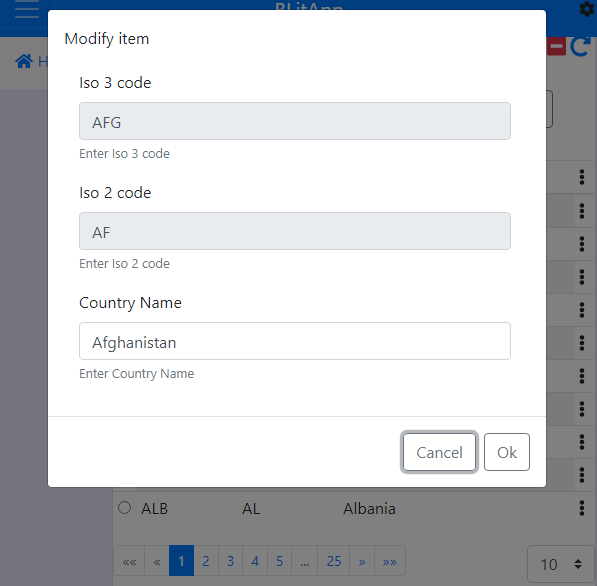 BLitApp
H
Modify item
Iso 3 code
AFG
Enter Iso 3 code
Iso 2 code
AF
Enter Iso 2 code
Country Name
Afghanistan
Enter Country Name
Cancel Ok
ALB AL Albania
«« « 1 2 3 4 5 ... 25 » »» 10